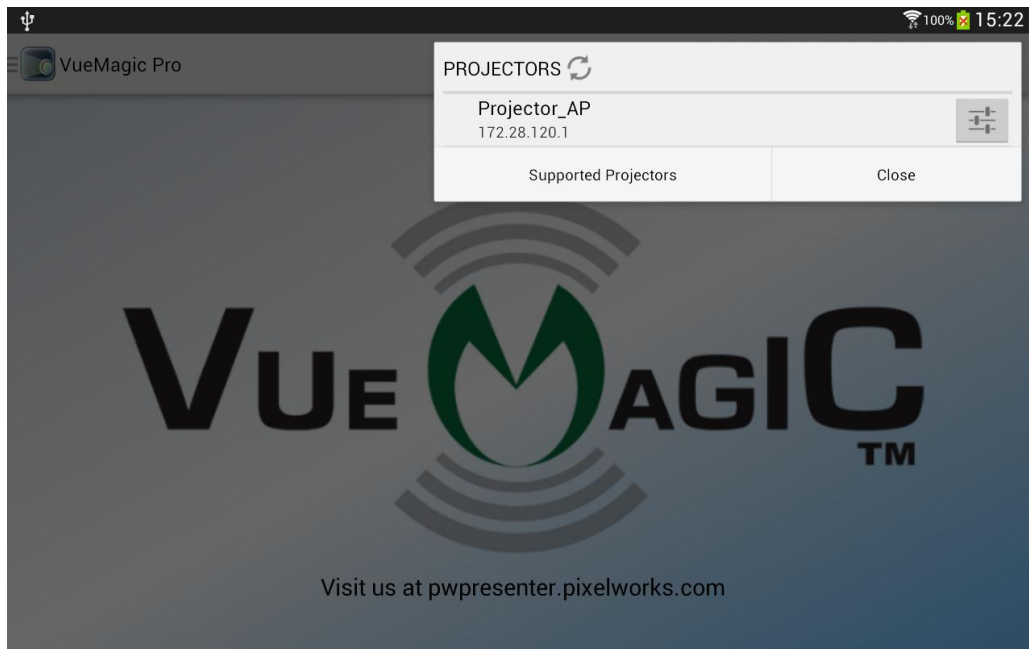 100% 15:22
VueMagic Pro
PROJECTORS
Projector_AP
172.28.120.1
Supported Projectors Close
VUEMAGIC
TM
Visit us at pwpresenter.pixelworks.com